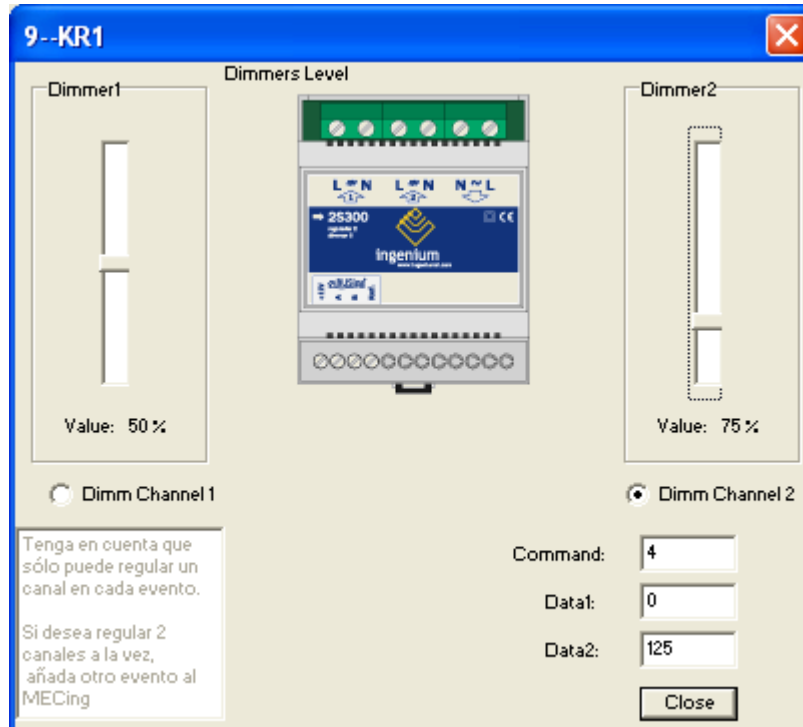 9--KR1
Dimmers Level
Dimmer1
Dimmer2
L N L N N ~ L
2S300
CE
ingenium
Value: 50 %
Value: 75 %
Dimm Channel 1
Dimm Channel 2
Tenga en cuenta que
sólo puede regular un
canal en cada evento.
Si desea regular 2
canales a la vez,
añada otro evento al
MECing
Command: 4
Data1: 0
Data2: 125
Close